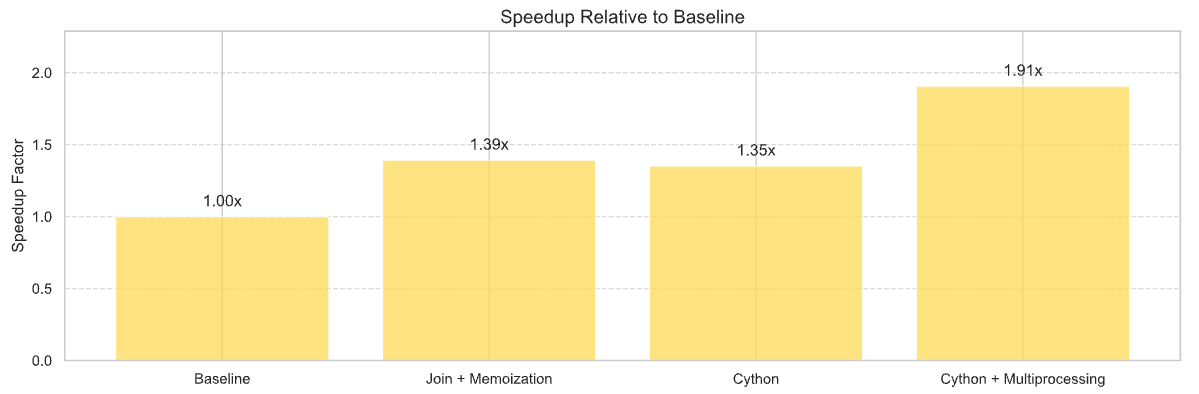 Speedup Relative to Baseline
Speedup Factor
2.0
1.5
1.0
0.5
0.0
1.00x
1.39x
1.35x
1.91x
Baseline
Join + Memoization
Cython
Cython + Multiprocessing